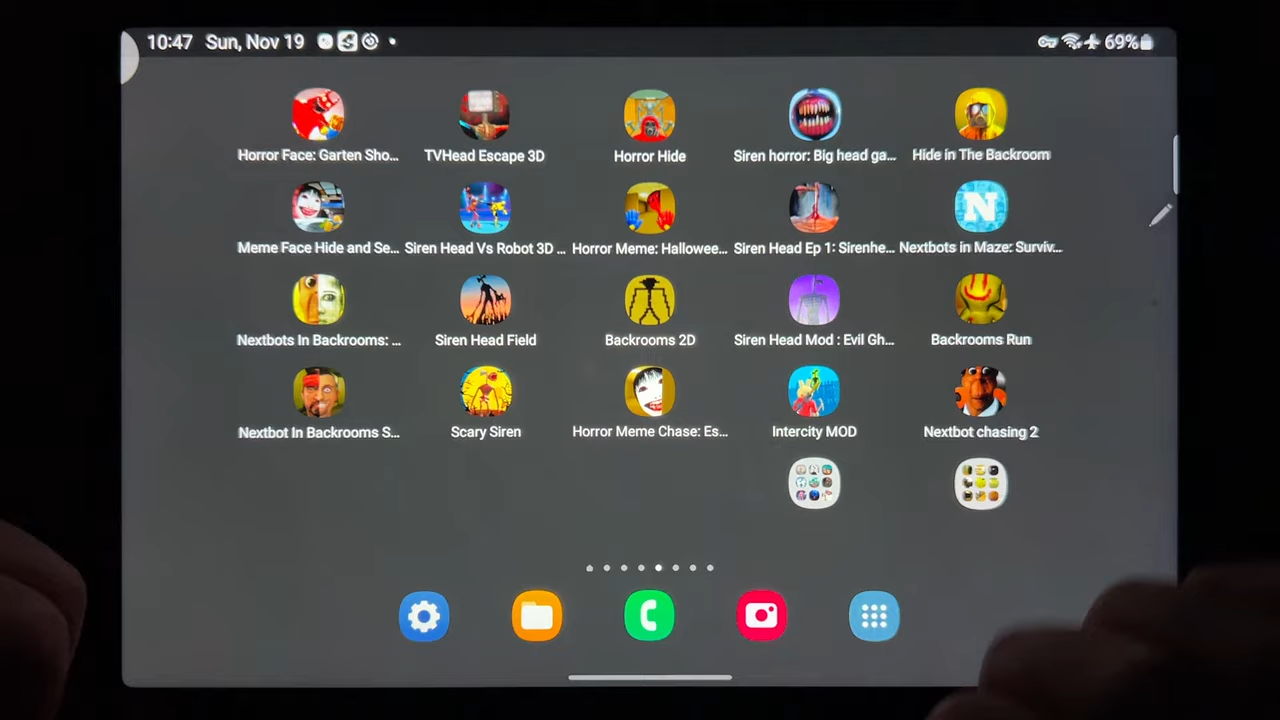 10:47 Sun, Nov 19 69%
Horror Face: Garten Sho... TVHead Escape 3D Horror Hide Siren horror: Big head ga... Hide in The Backroom
N
Meme Face Hide and Se... Siren Head Vs Robot 3D ... Horror Meme: Hallowee... Siren Head Ep 1: Sirenhe... Nextbots in Maze: Surviv...
Nextbots In Backrooms: ... Siren Head Field Backrooms 2D Siren Head Mod : Evil Gh... Backrooms Run
Nextbot In Backrooms S... Scary Siren Horror Meme Chase: Es... Intercity MOD Nextbot chasing 2